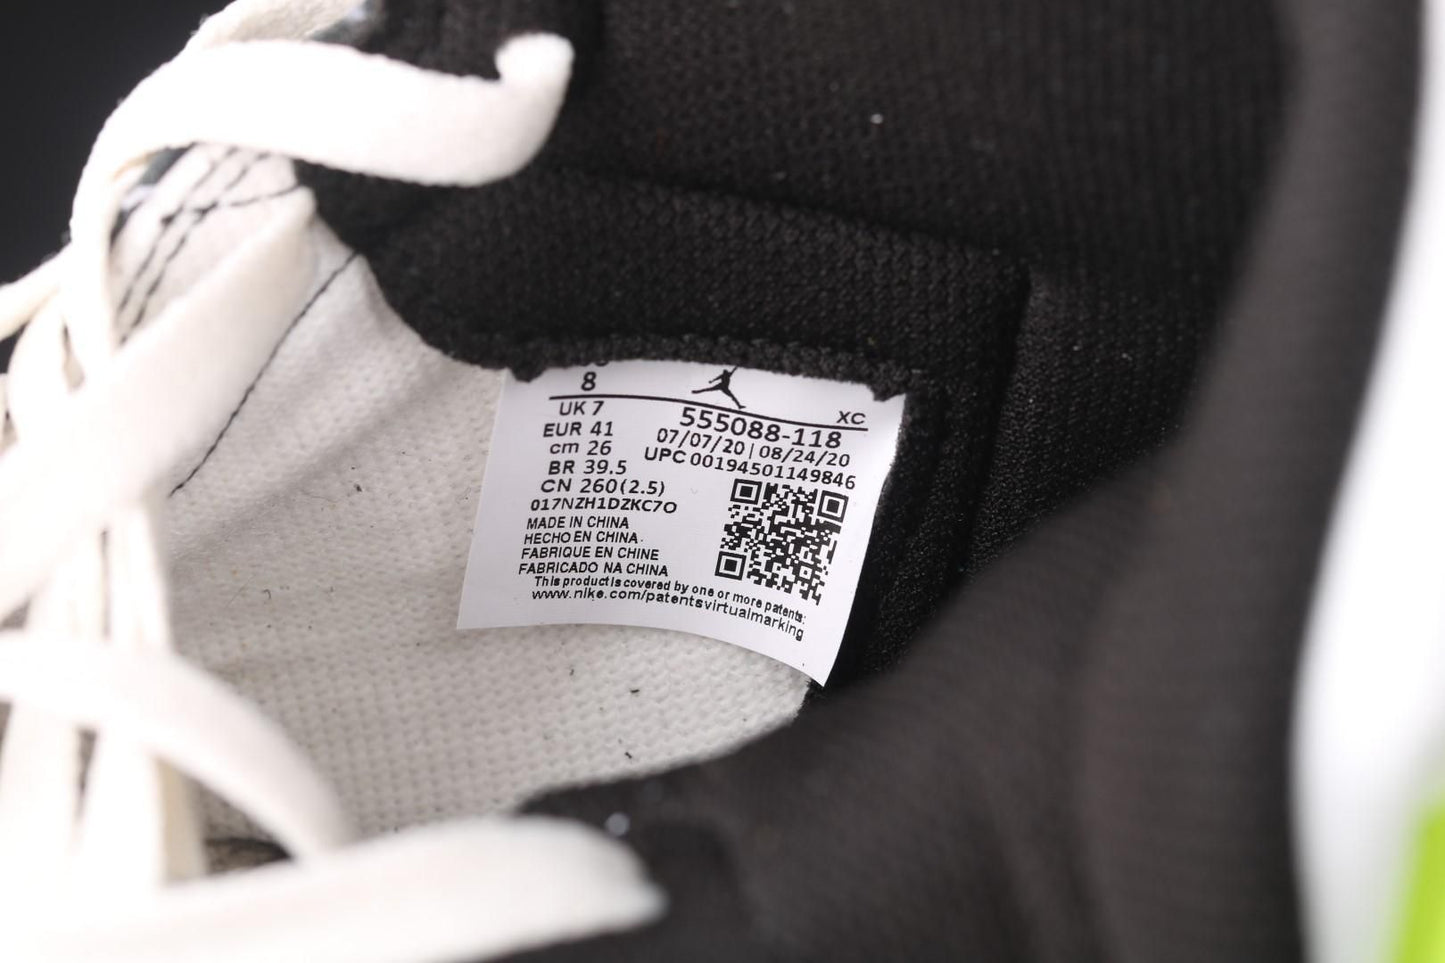 8
UK 7
EUR 41
cm 26
BR 39.5
CN 260(2.5)
017NZH1DZKC7O
MADE IN CHINA
HECHO EN CHINA
FABRIQUE EN CHINE
FABRICADO NA CHINA
XC
555088-118
07/07/20 | 08/24/20
UPC 00194501149846
This product is covered by one or more patents:
www.nike.com/patentsvirtualmarking